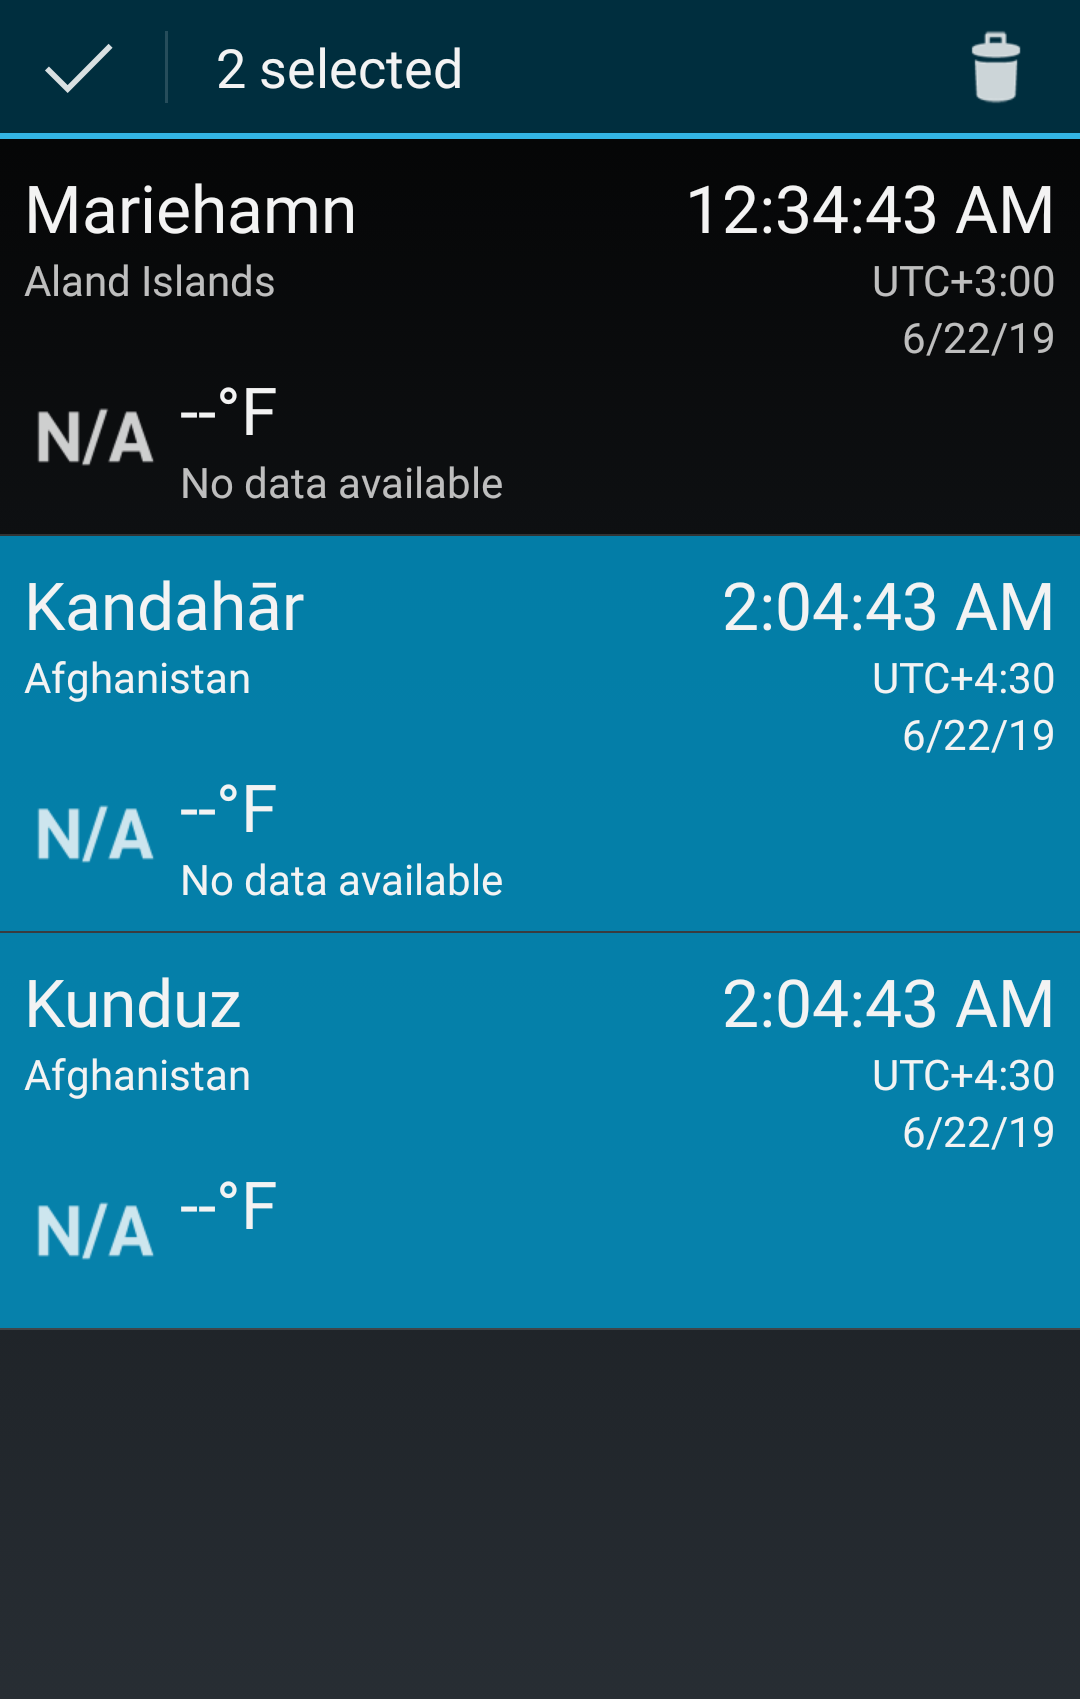 2 selected
Mariehamn 12:34:43 AM
Aland Islands UTC+3:00
6/22/19
N/A --°F
No data available
Kandahār 2:04:43 AM
Afghanistan UTC+4:30
6/22/19
N/A --°F
No data available
Kunduz 2:04:43 AM
Afghanistan UTC+4:30
6/22/19
N/A --°F